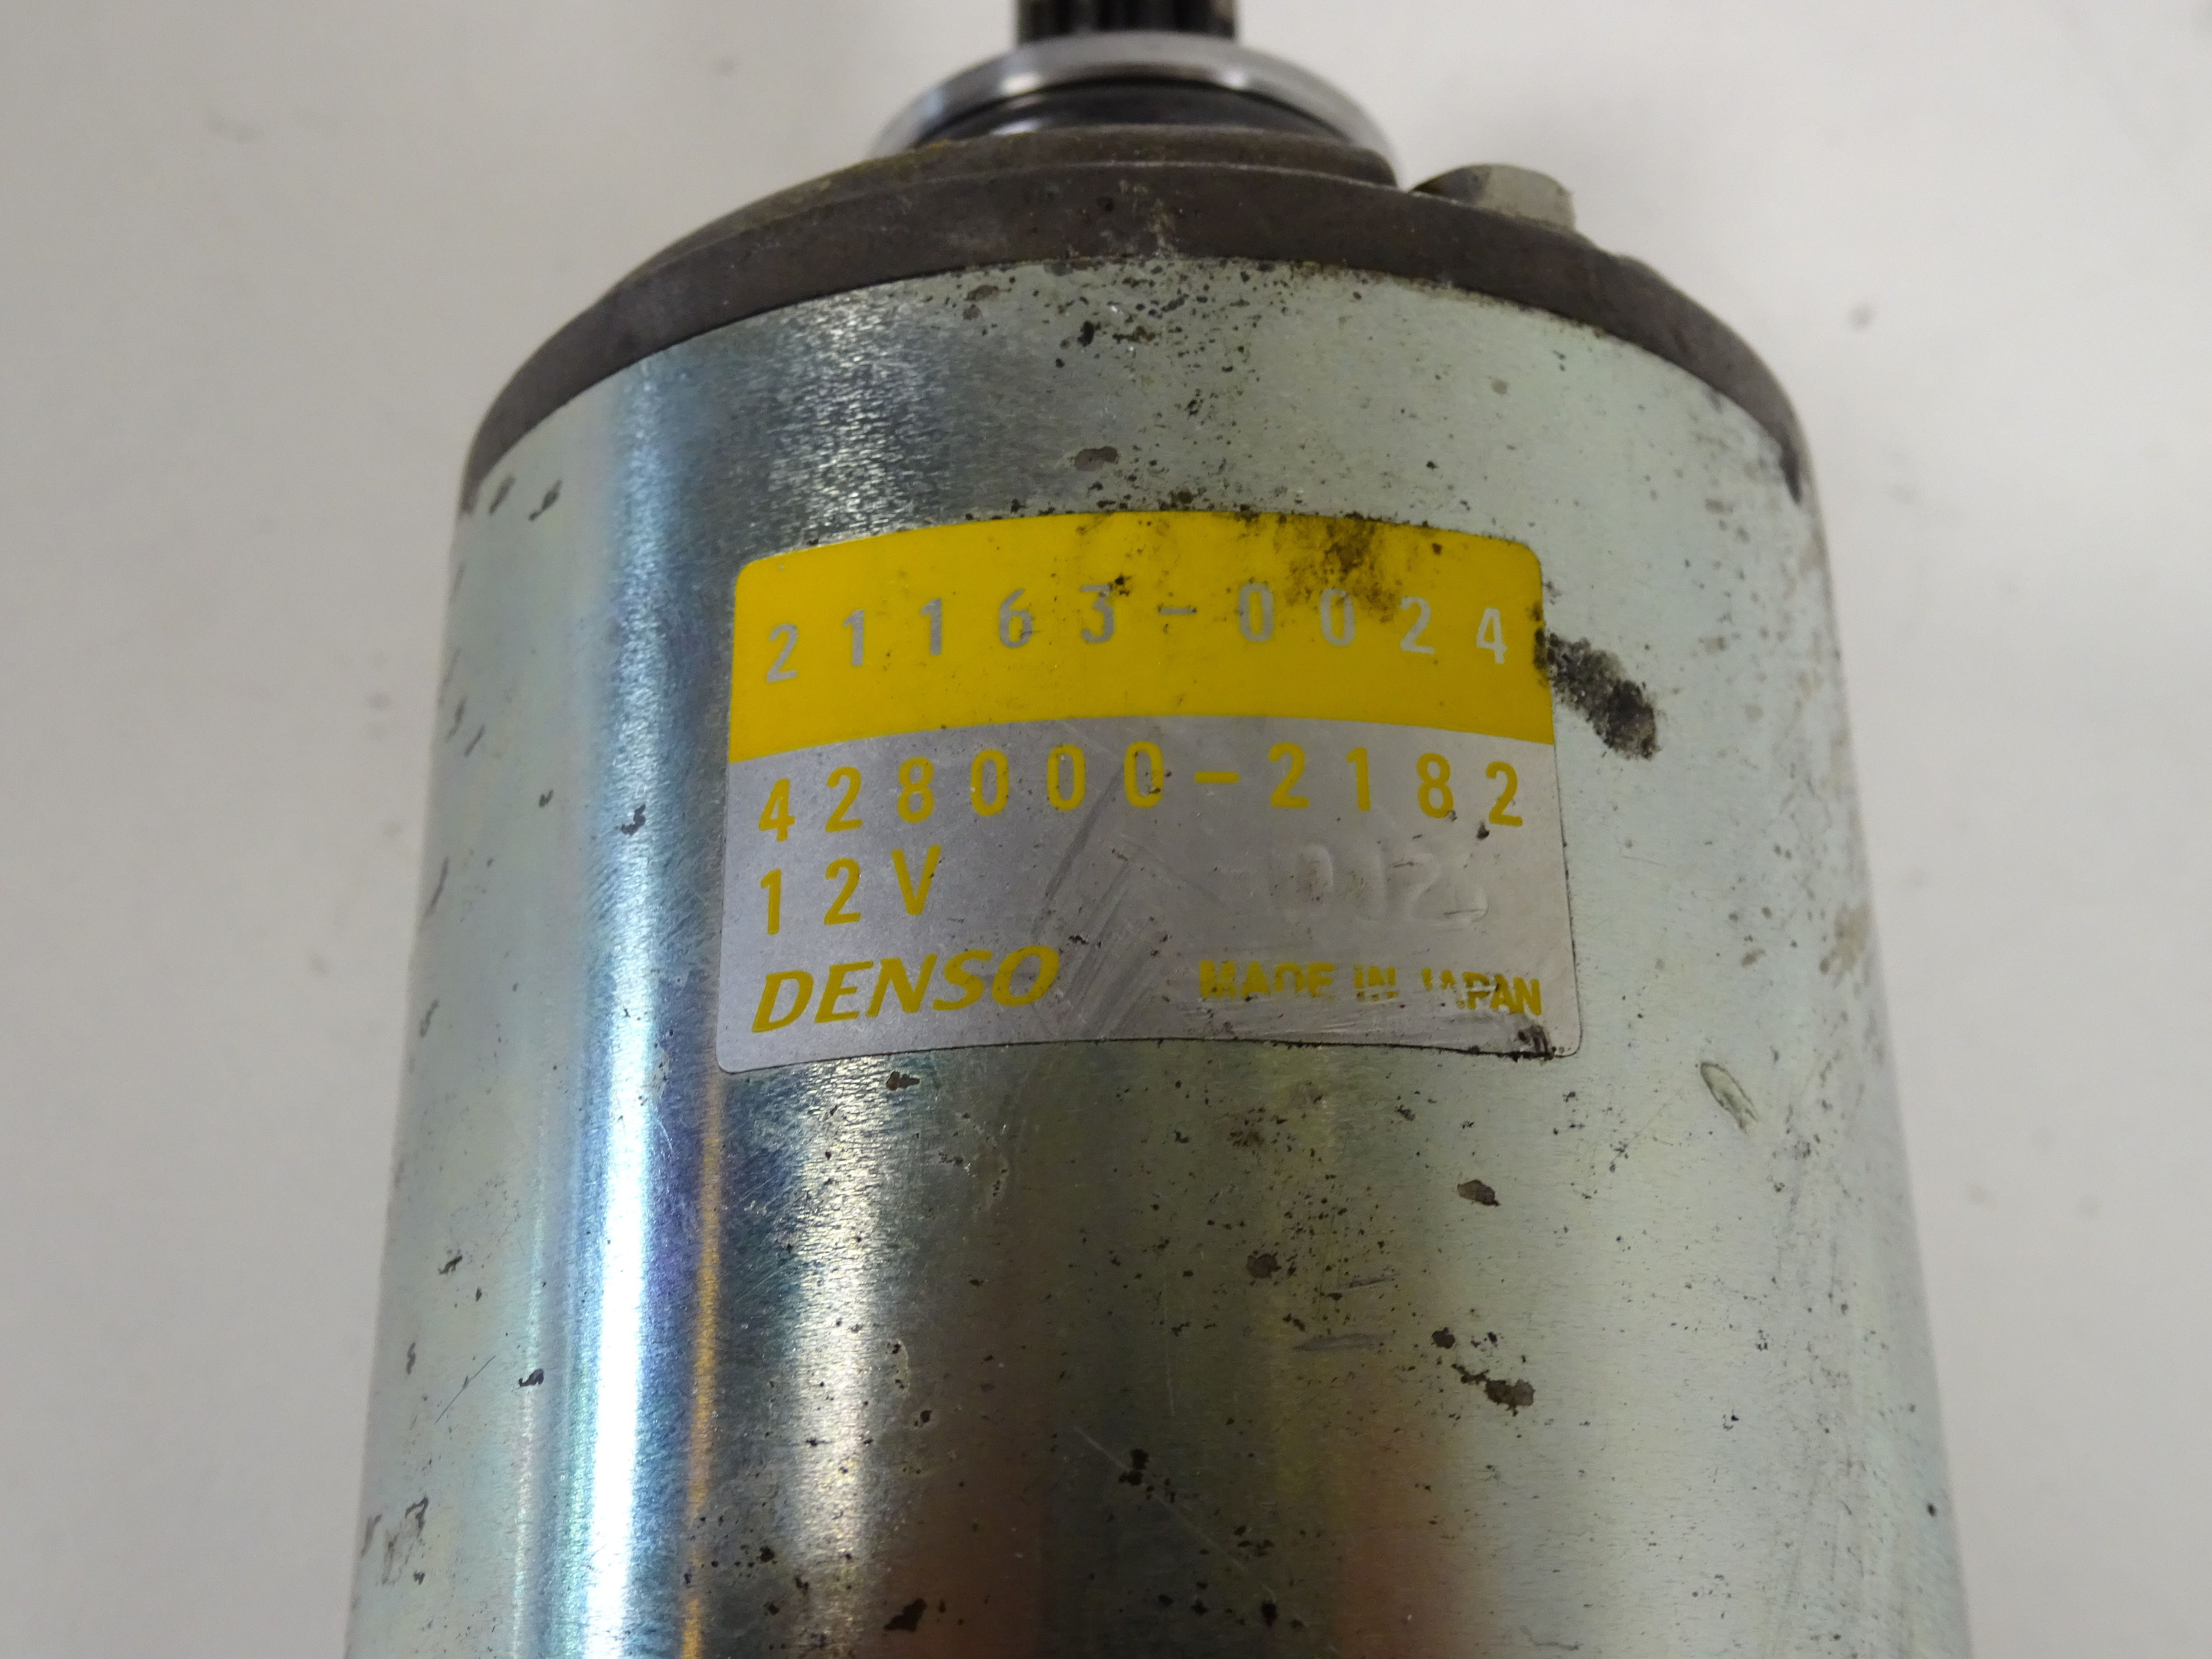 21163-0024
428000-2182
12V
DENSO MADE IN JAPAN